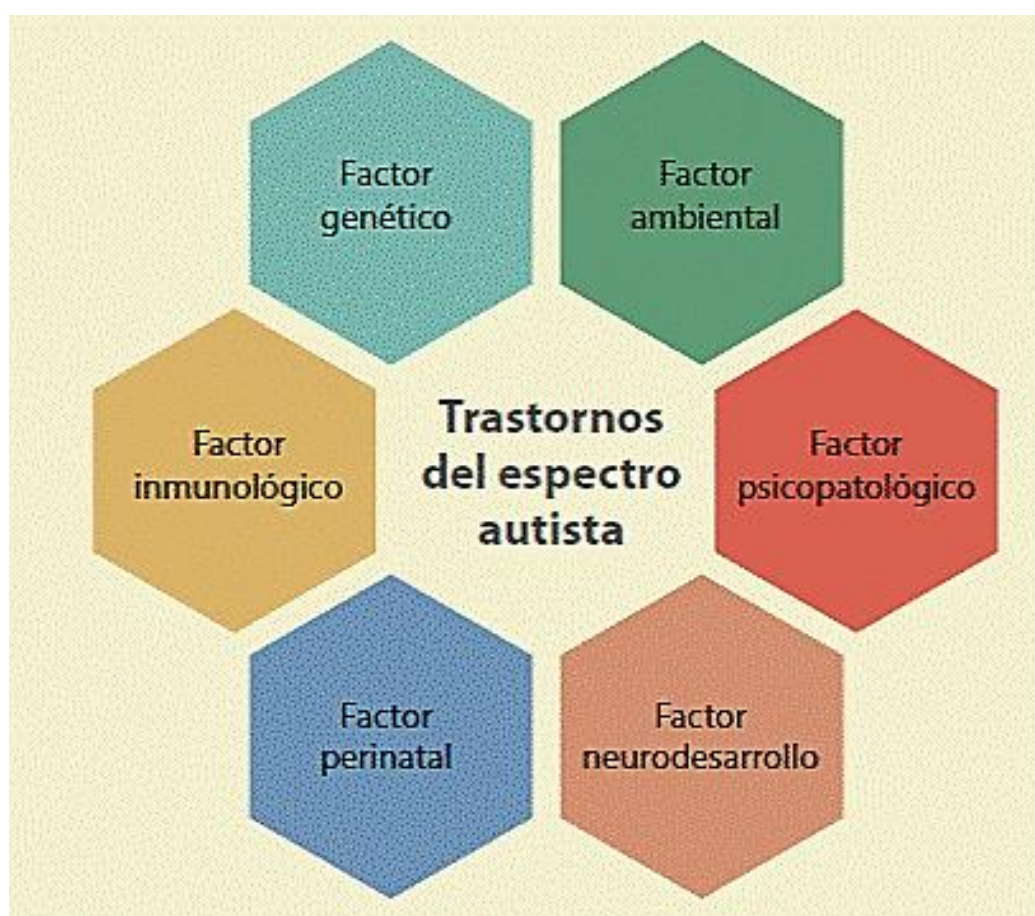 Factor
genético
Factor
ambiental
Factor
inmunológico
Trastornos
del espectro
autista
Factor
psicopatológico
Factor
perinatal
Factor
neurodesarrollo